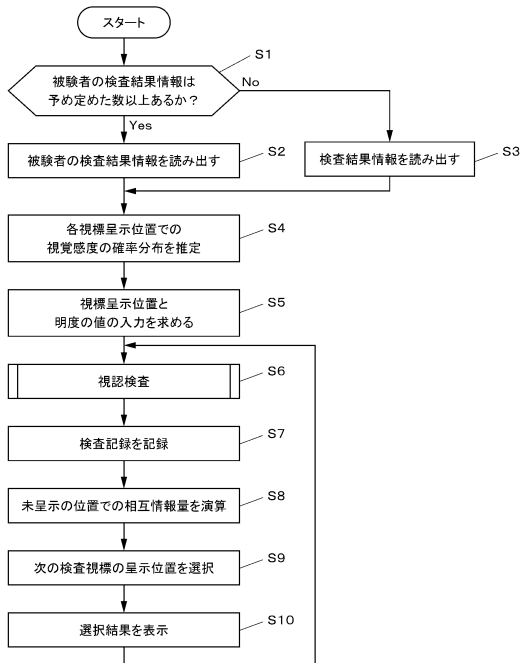 スタート
S1
被験者の検査結果情報は
予め定めた数以上あるか？
No
Yes
被験者の検査結果情報を読み出す
S2
検査結果情報を読み出す
S3
各視標呈示位置での
視覚感度の確率分布を推定
S4
視標呈示位置と
明度の値の入力を求める
S5
視認検査
S6
検査記録を記録
S7
未呈示の位置での相互情報量を演算
S8
次の検査視標の呈示位置を選択
S9
選択結果を表示
S10